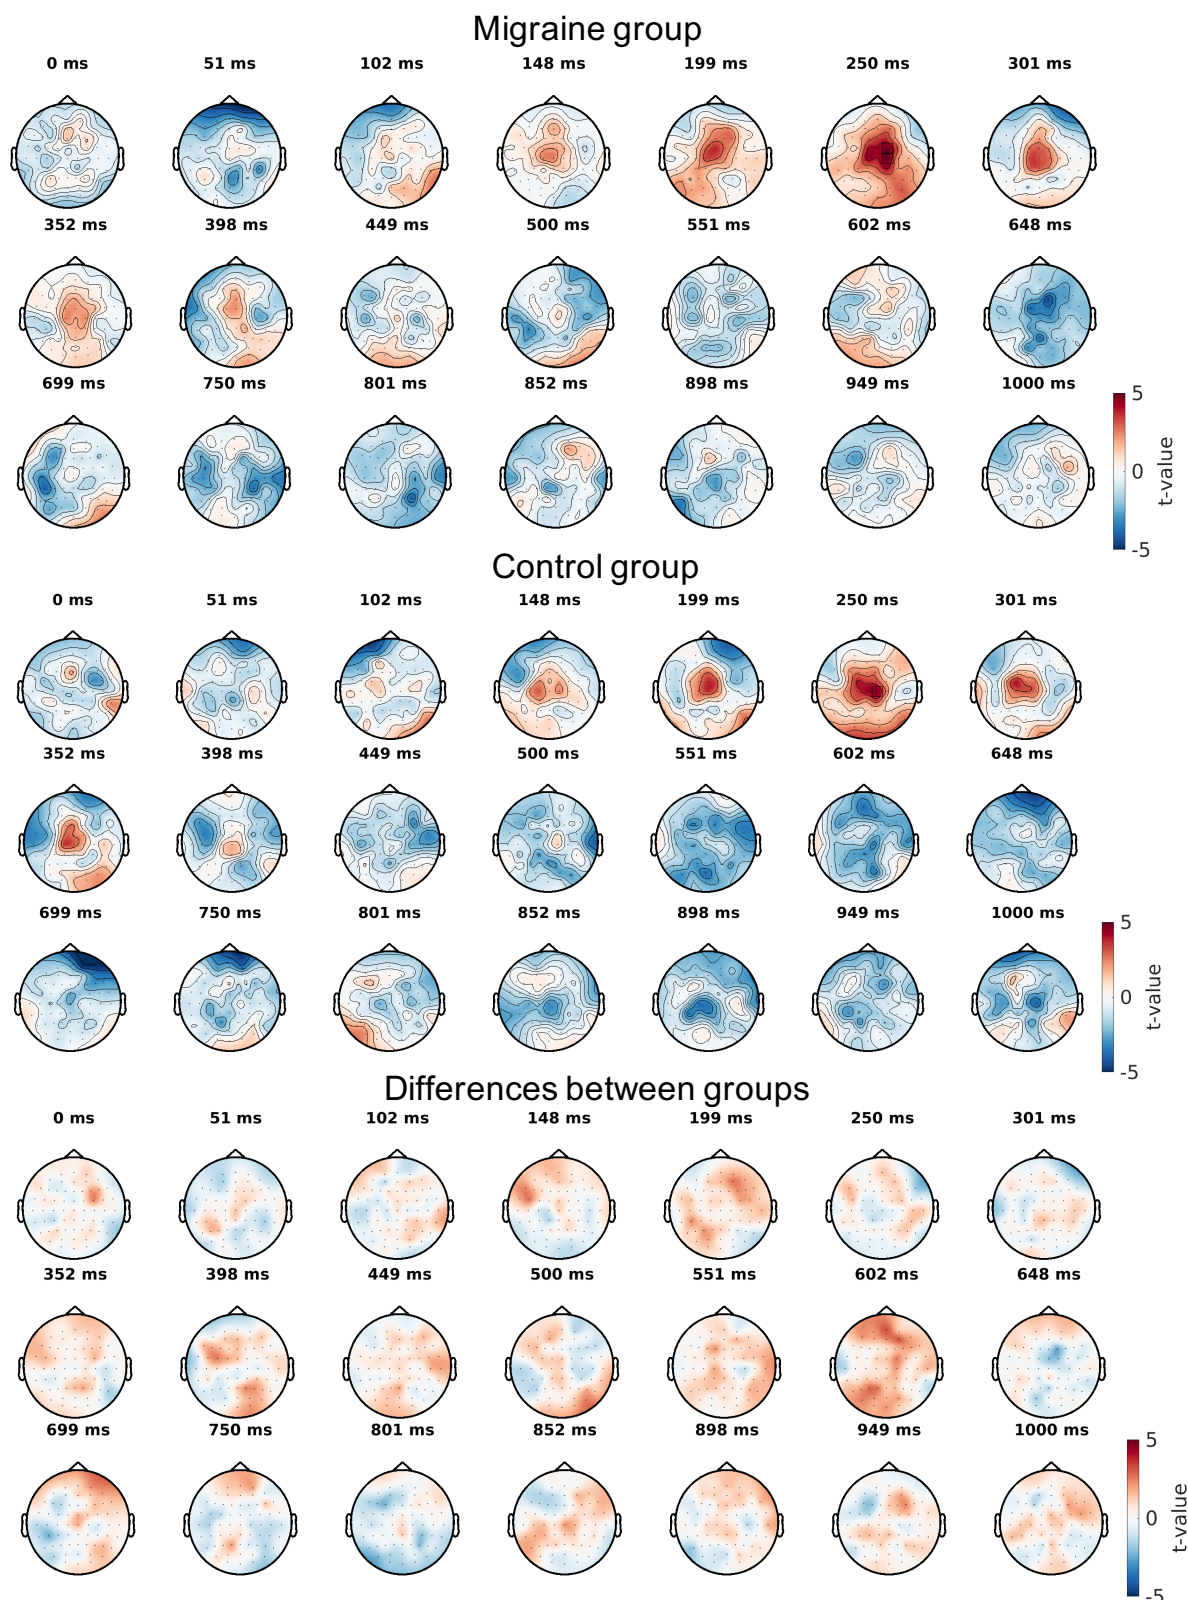 Migraine group
0 ms 51 ms 102 ms 148 ms 199 ms 250 ms 301 ms
352 ms 398 ms 449 ms 500 ms 551 ms 602 ms 648 ms
699 ms 750 ms 801 ms 852 ms 898 ms 949 ms 1000 ms
5
0
-5
t-value
Control group
0 ms 51 ms 102 ms 148 ms 199 ms 250 ms 301 ms
352 ms 398 ms 449 ms 500 ms 551 ms 602 ms 648 ms
699 ms 750 ms 801 ms 852 ms 898 ms 949 ms 1000 ms
5
0
-5
t-value
Differences between groups
0 ms 51 ms 102 ms 148 ms 199 ms 250 ms 301 ms
352 ms 398 ms 449 ms 500 ms 551 ms 602 ms 648 ms
699 ms 750 ms 801 ms 852 ms 898 ms 949 ms 1000 ms
5
0
-5
t-value